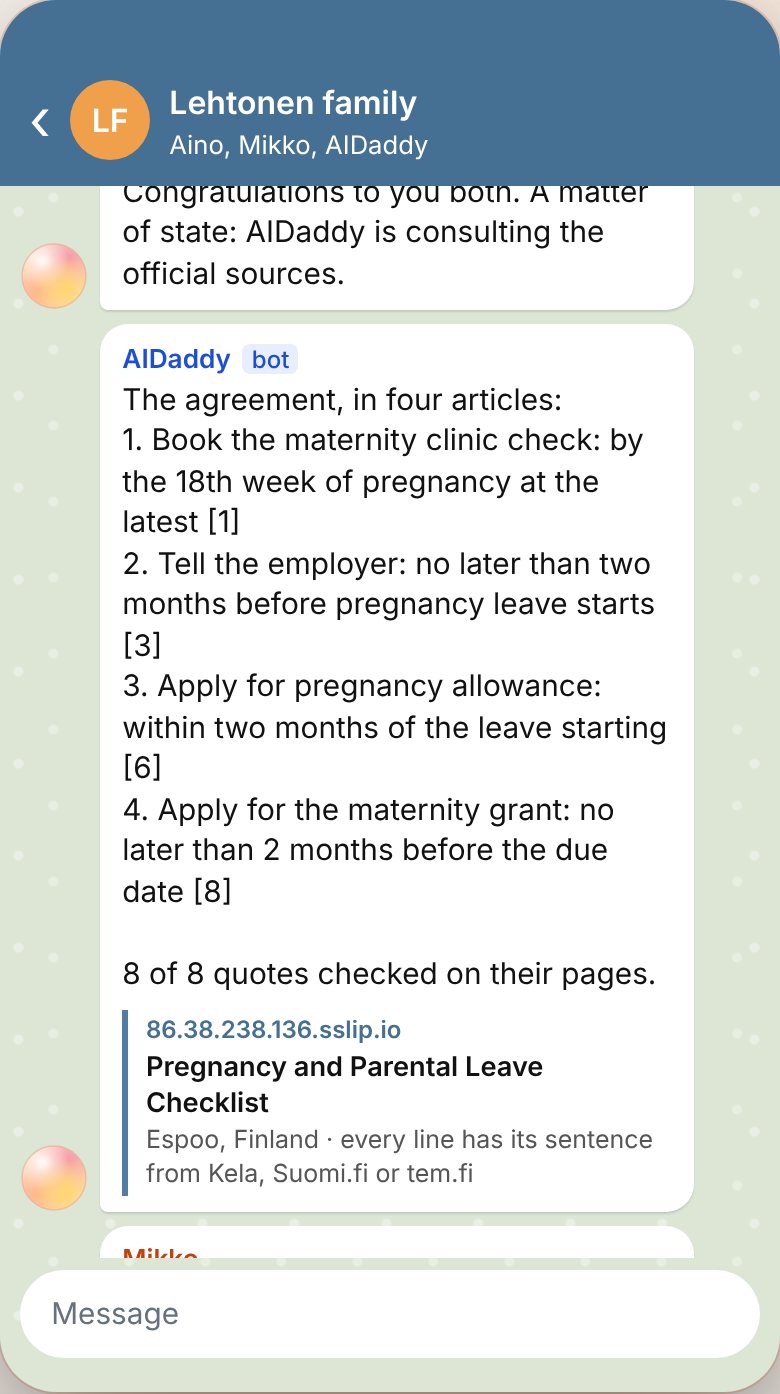 LF
Lehtonen family
Aino, Mikko, AIDaddy
Congratulations to you both. A matter
of state: AIDaddy is consulting the
official sources.
AIDaddy bot
The agreement, in four articles:
1. Book the maternity clinic check: by
the 18th week of pregnancy at the
latest [1]
2. Tell the employer: no later than two
months before pregnancy leave starts
[3]
3. Apply for pregnancy allowance:
within two months of the leave starting
[6]
4. Apply for the maternity grant: no
later than 2 months before the due
date [8]
8 of 8 quotes checked on their pages.
86.38.238.136.sslip.io
Pregnancy and Parental Leave
Checklist
Espoo, Finland · every line has its sentence
from Kela, Suomi.fi or tem.fi
Mikko
Message